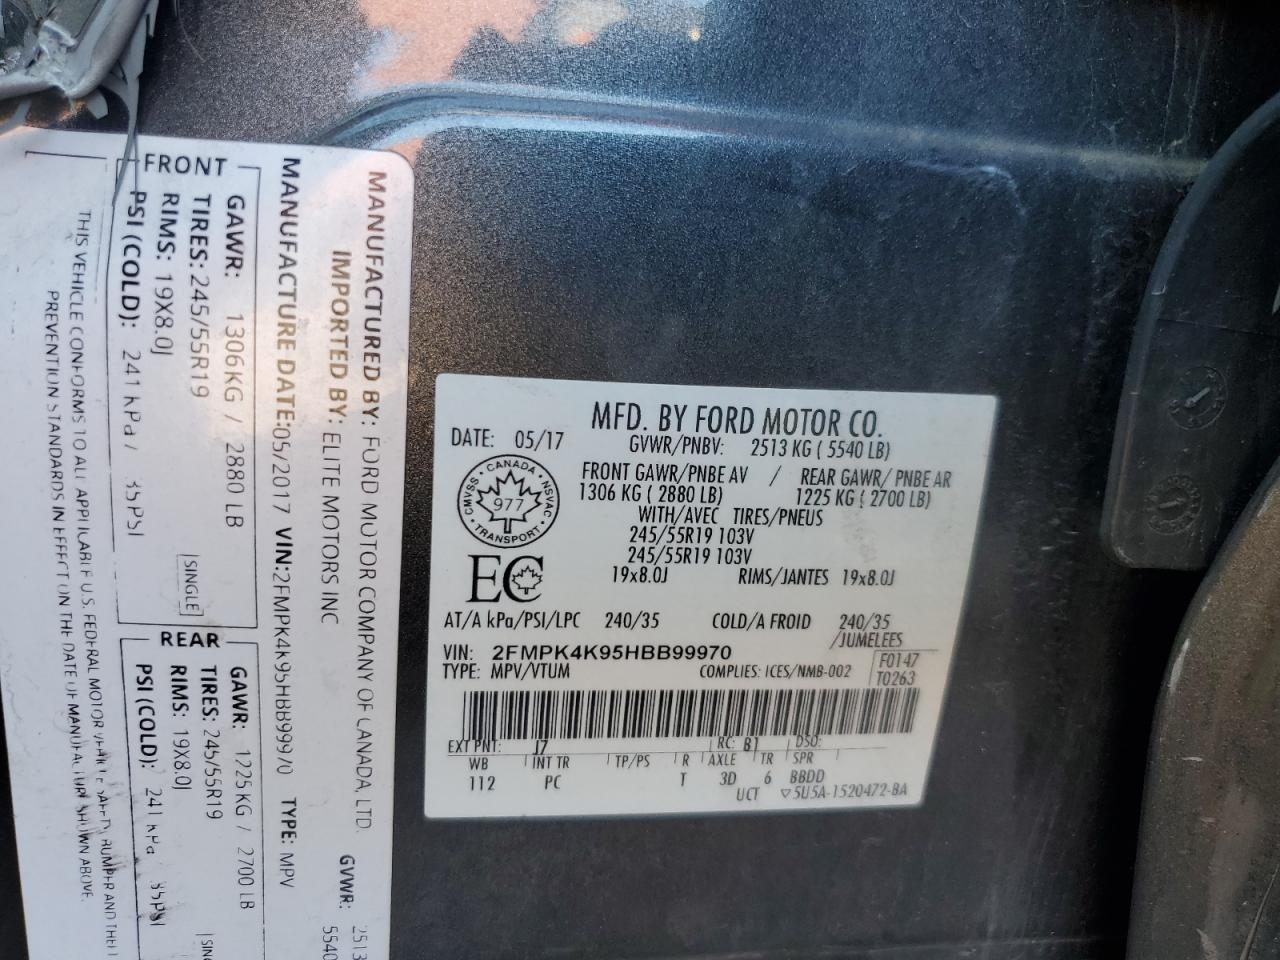 MFD. BY FORD MOTOR CO.
DATE: 05/17
GVWR/PNBV: 2513 KG ( 5540 LB)
FRONT GAWR/PNBE AV / REAR GAWR/ PNBE AR
1306 KG ( 2880 LB) 1225 KG ( 2700 LB)
WITH/AVEC TIRES/PNEUS
245/55R19 103V
245/55R19 103V
19x8.0J RIMS/JANTES 19x8.0J
CANADA
CMVSS NSVAC
977
TRANSPORT
EC
AT/A kPa/PSI/LPC 240/35 COLD/A FROID 240/35
/JUMELEES
VIN: 2FMPK4K95HBB99970
F0147
TYPE: MPV/VTUM COMPLIES: ICES/NMB-002
T0263
EXT PNT: J7 RC: B1 DSO:
WB INT TR TP/PS R AXLE TR SPR
112 PC T 3D 6 BBDD
UCT ▽5U5A-1520472-BA
MANUFACTURED BY: FORD MOTOR COMPANY OF CANADA, LTD.
IMPORTED BY: ELITE MOTORS INC GVWR: 2513
5540
MANUFACTURE DATE:05/2017 VIN:2FMPK4K95HBB99970 TYPE: MPV
FRONT
GAWR: 1306KG / 2880 LB
TIRES: 245/55R19 SINGLE
RIMS: 19X8.0J
PSI (COLD): 241 kPa / 35PSI
REAR
GAWR: 1225KG / 2700 LB
TIRES: 245/55R19
RIMS: 19X8.0J
PSI (COLD): 241 kPa 35PSI
THIS VEHICLE CONFORMS TO ALL APPLICABLE U.S. FEDERAL MOTOR VEHICLE SAFETY, BUMPER AND THEFT
PREVENTION STANDARDS IN EFFECT ON THE DATE OF MANUFACTURE SHOWN ABOVE.